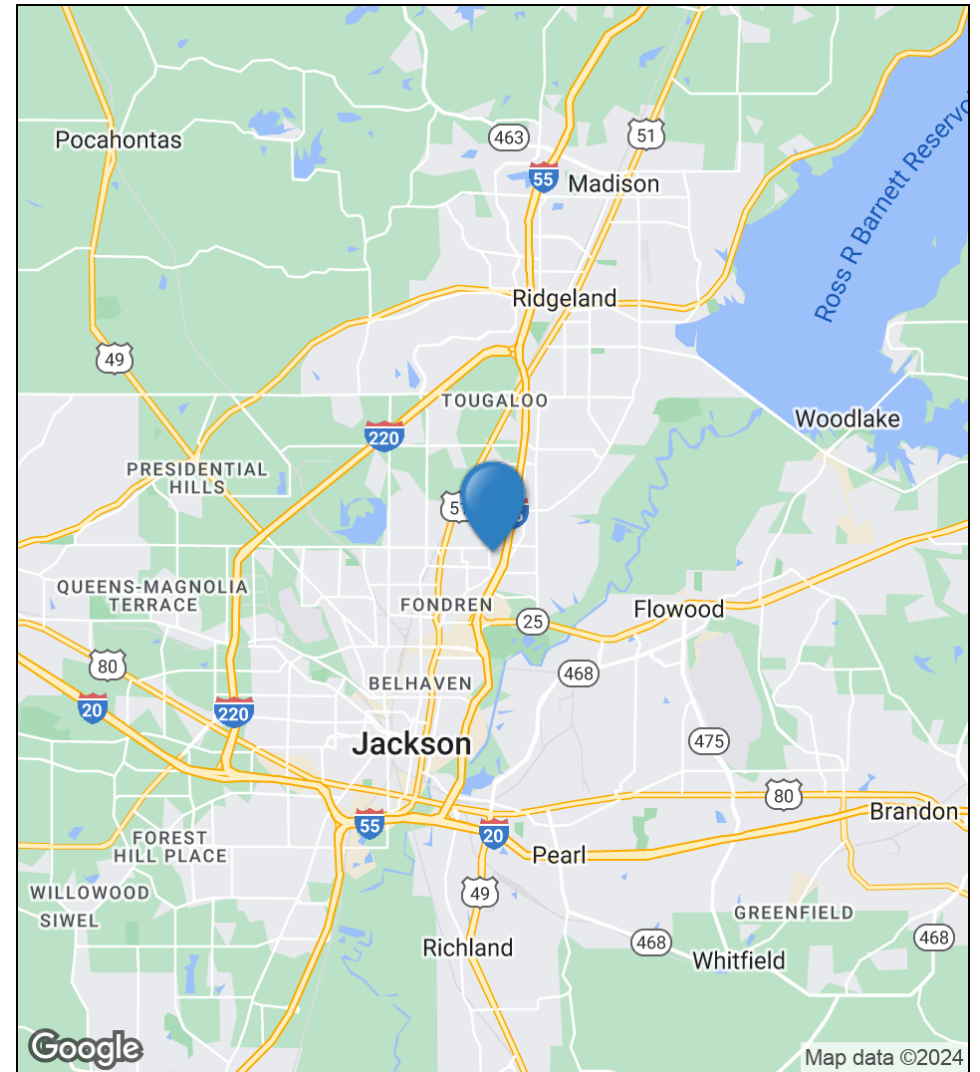 Pocahontas
463
51
55
Madison
Ross R Barnett
Ridgeland
49
TOUGALOO
Woodlake
220
PRESIDENTIAL
HILLS
QUEENS-MAGNOLIA
TERRACE
FONDREN
Flowood
25
80
468
BELHAVEN
20
220
Jackson
475
80
Brandon
55
20
FOREST
HILL PLACE
Pearl
WILLOWOOD
49
SIWEL
GREENFIELD
Richland
468
468
Whitfield
Google
Map data ©2024